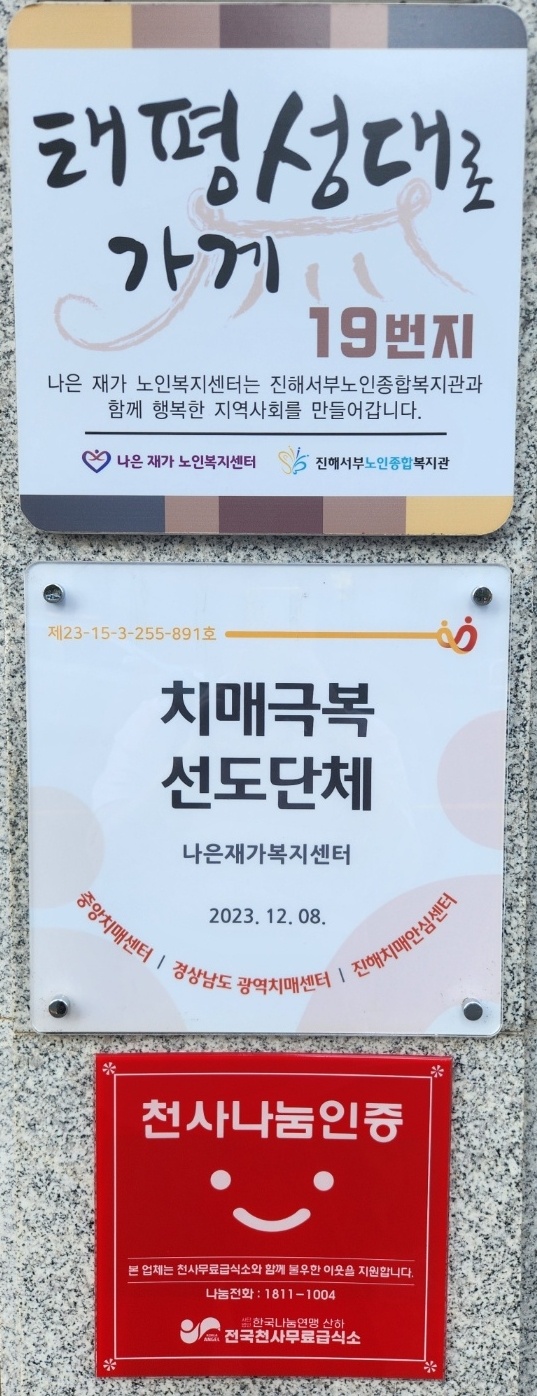 태평성대로
가게
19번지
나은 재가 노인복지센터는 진해서부노인종합복지관과
함께 행복한 지역사회를 만들어갑니다.
나은 재가 노인복지센터 진해서부노인종합복지관
제23-15-3-255-891호
치매극복
선도단체
나은재가복지센터
2023. 12. 08.
중앙치매센터 | 경상남도 광역치매센터 | 진해치매안심센터
천사나눔인증
본 업체는 천사무료급식소와 함께 불우한 이웃을 지원합니다.
나눔전화 : 1811-1004
사단법인 한국나눔연맹 산하
전국천사무료급식소